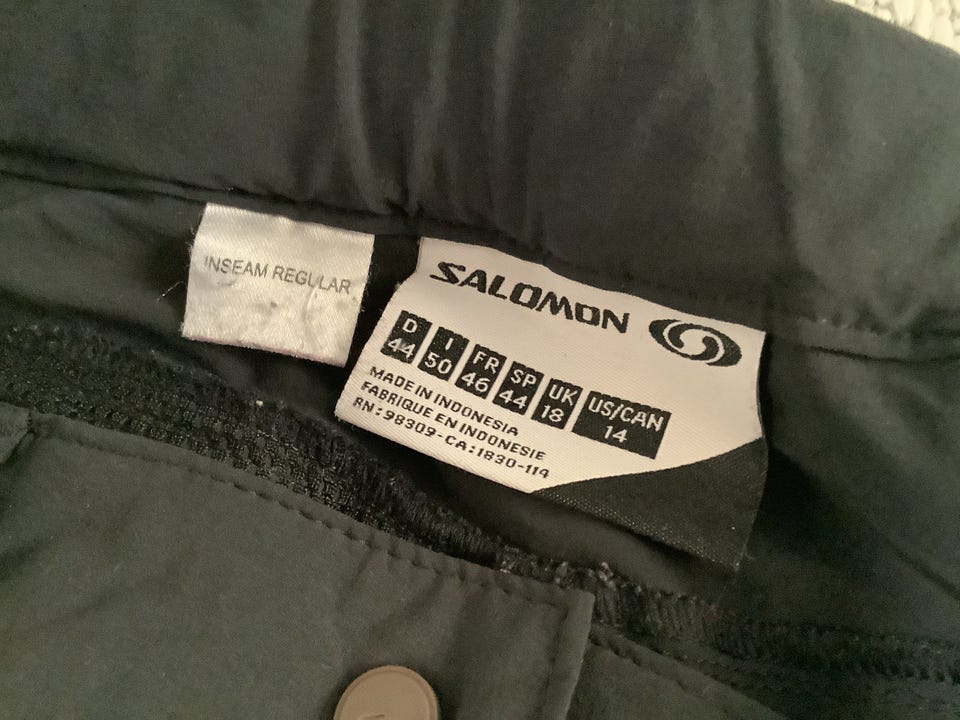 INSEAM REGULAR
SALOMON
D I FR SP UK US/CAN
44 50 46 44 18 14
MADE IN INDONESIA
FABRIQUE EN INDONESIE
RN:98309-CA:1830-114